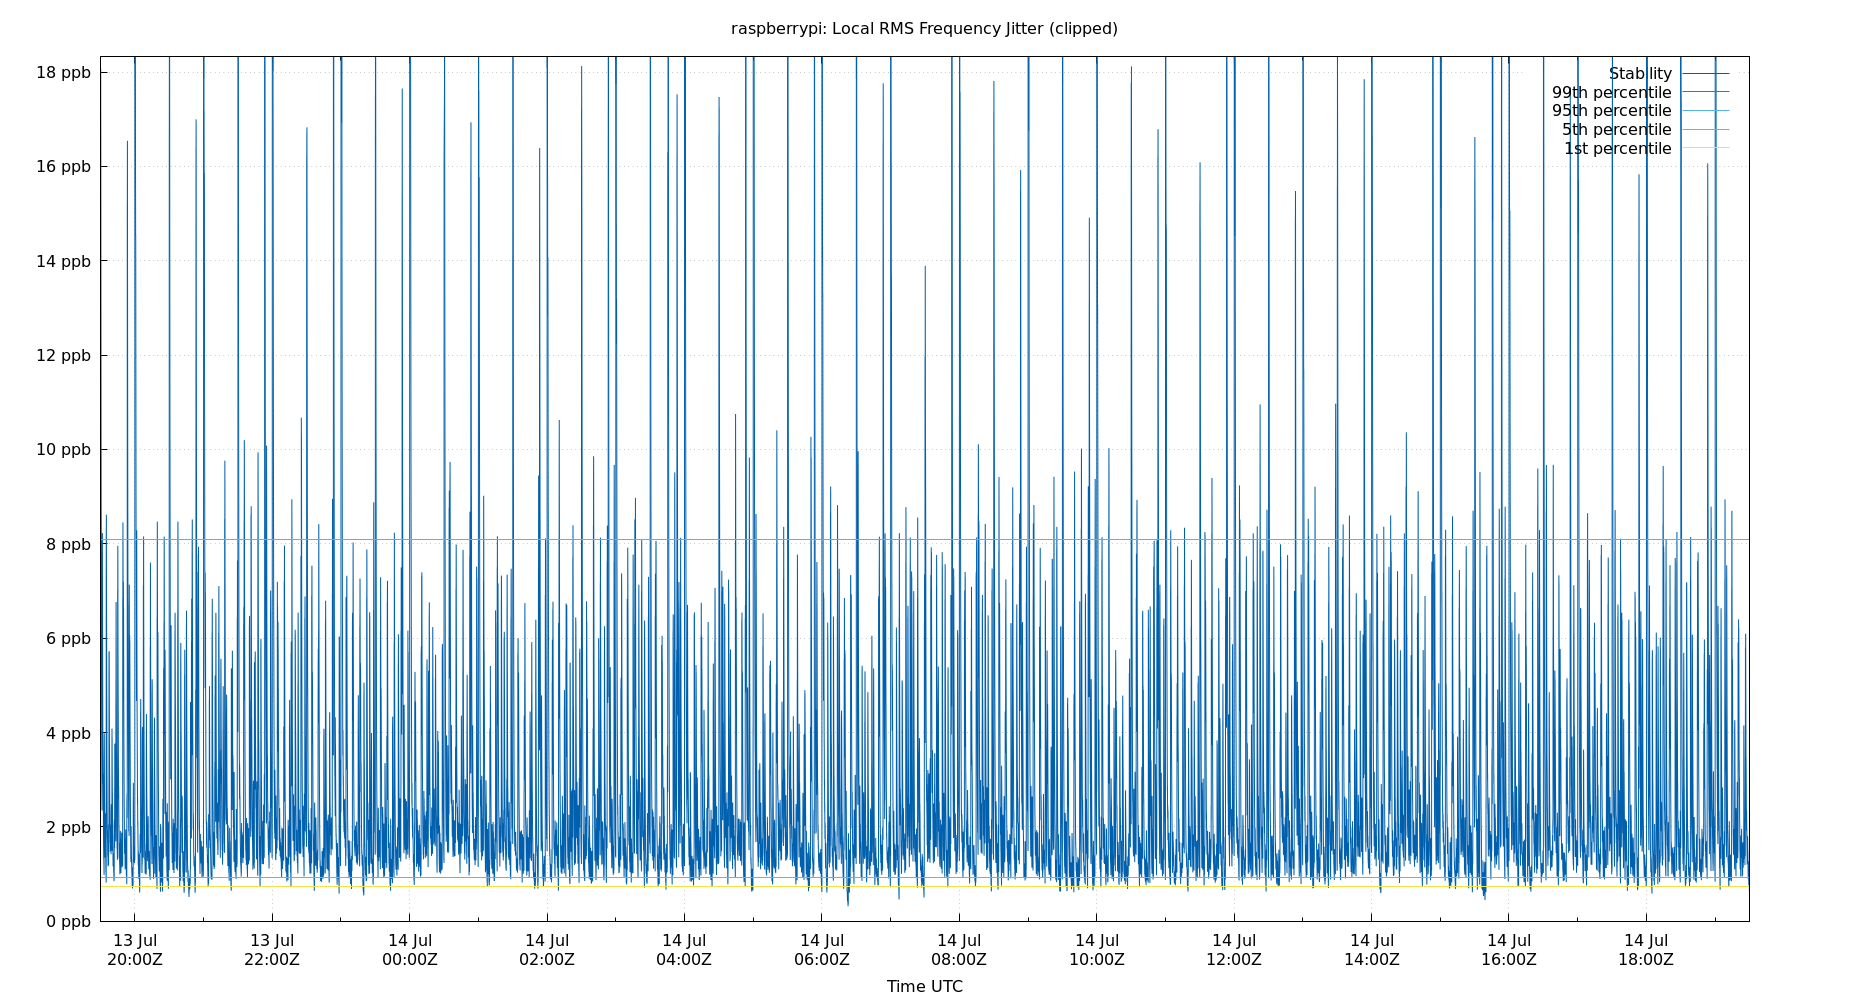 raspberrypi: Local RMS Frequency Jitter (clipped)
18 ppb
16 ppb
14 ppb
12 ppb
10 ppb
8 ppb
6 ppb
4 ppb
2 ppb
0 ppb
Stability
99th percentile
95th percentile
5th percentile
1st percentile
13 Jul
20:00Z
13 Jul
22:00Z
14 Jul
00:00Z
14 Jul
02:00Z
14 Jul
04:00Z
14 Jul
06:00Z
14 Jul
08:00Z
14 Jul
10:00Z
14 Jul
12:00Z
14 Jul
14:00Z
14 Jul
16:00Z
14 Jul
18:00Z
Time UTC